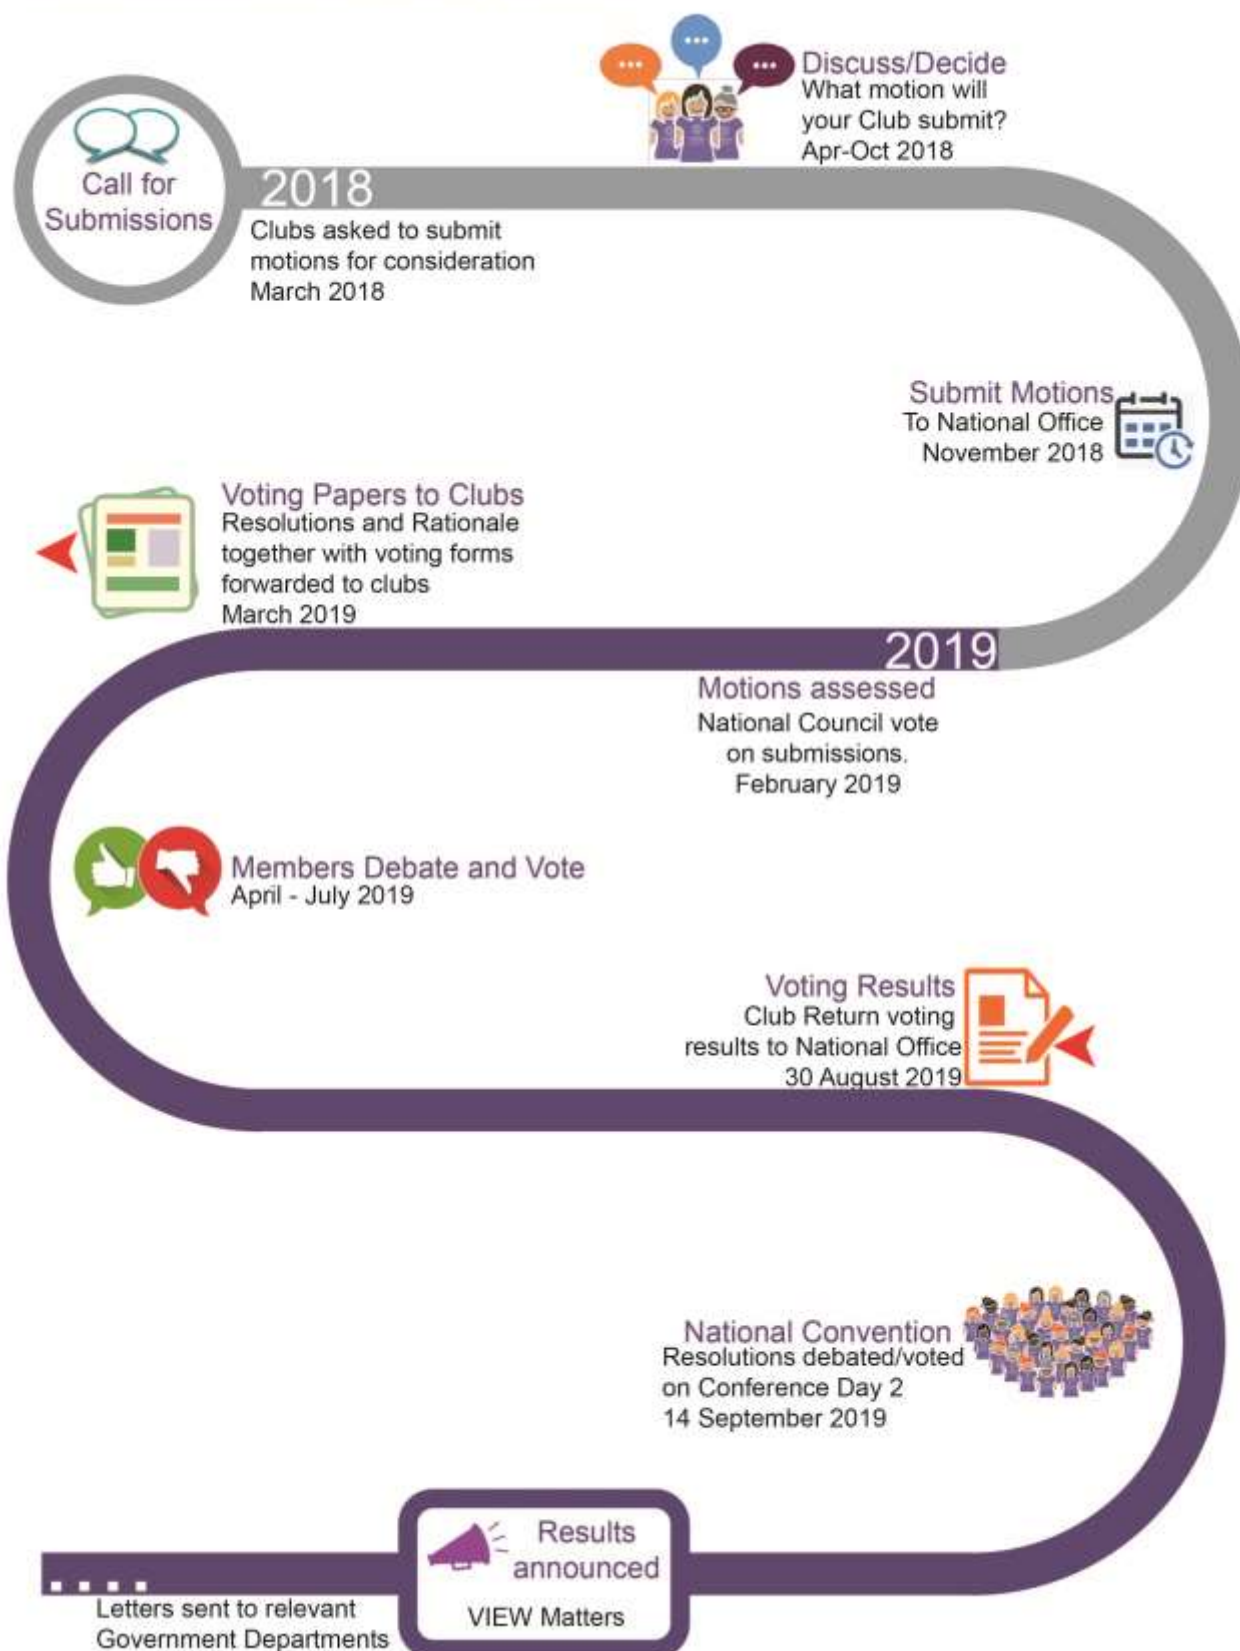 Call for
Submissions
2018
Clubs asked to submit
motions for consideration
March 2018
Discuss/Decide
What motion will
your Club submit?
Apr-Oct 2018
Submit Motions
To National Office
November 2018
2019
Motions assessed
National Council vote
on submissions.
February 2019
Voting Papers to Clubs
Resolutions and Rationale
together with voting forms
forwarded to clubs
March 2019
Members Debate and Vote
April - July 2019
Voting Results
Club Return voting
results to National Office
30 August 2019
National Convention
Resolutions debated/voted
on Conference Day 2
14 September 2019
Results
announced
VIEW Matters
Letters sent to relevant
Government Departments